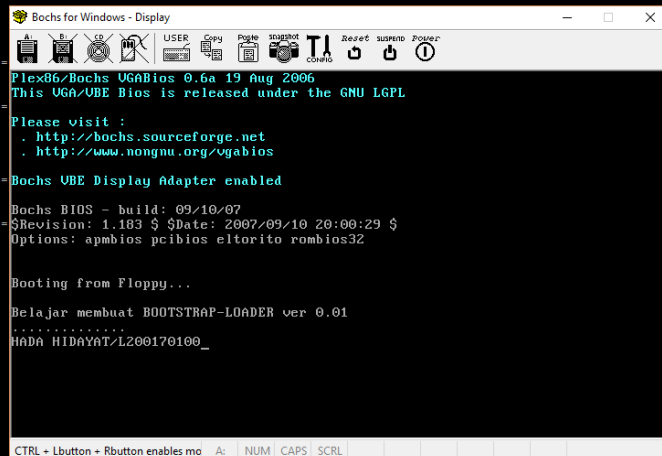 Bochs for Windows - Display
A: B: CD USER Copy Paste snapshot CONFIG Reset SUSPEND Power
Plex86/Bochs VGABios 0.6a 19 Aug 2006
This VGA/VBE Bios is released under the GNU LGPL
Please visit :
. http://bochs.sourceforge.net
. http://www.nongnu.org/vgabios
Bochs VBE Display Adapter enabled
Bochs BIOS - build: 09/10/07
$Revision: 1.183 $ $Date: 2007/09/10 20:00:29 $
Options: apmbios pcibios eltorito rombios32
Booting from Floppy...
Belajar membuat BOOTSTRAP-LOADER ver 0.01
..............
HADA HIDAYAT/L200170100_
CTRL + Lbutton + Rbutton enables mo A: NUM CAPS SCRL